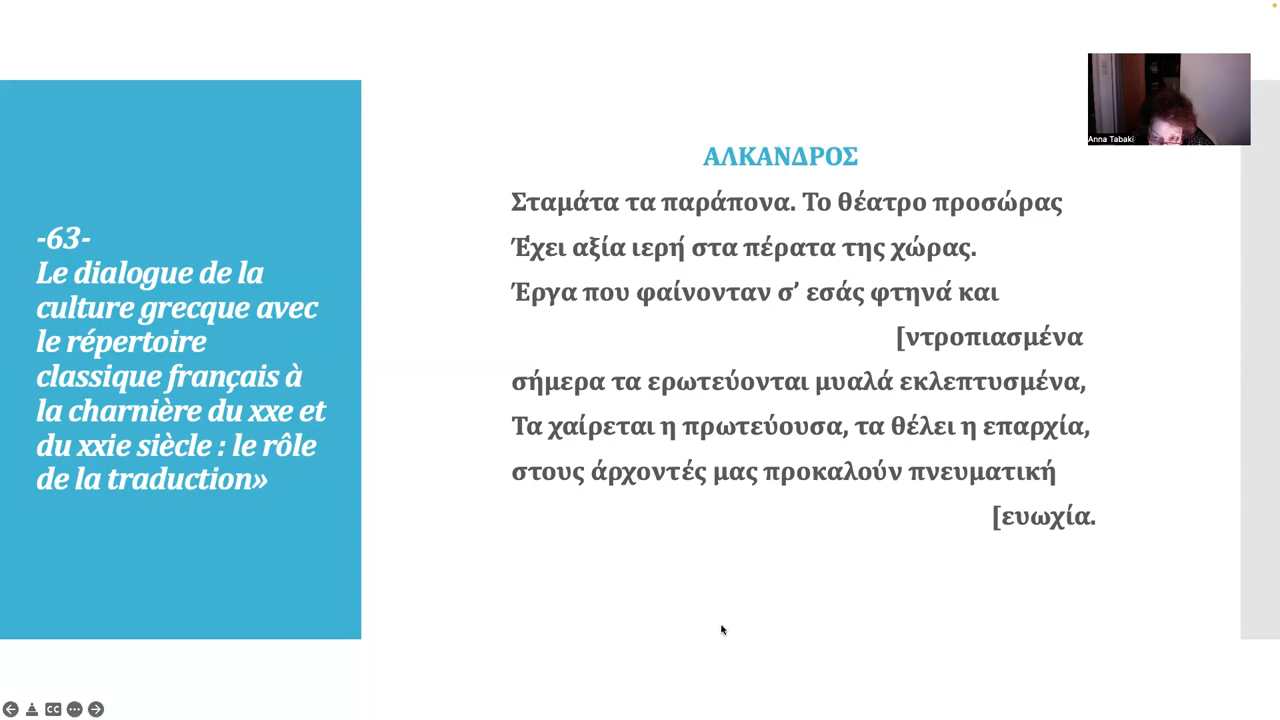 -63-
Le dialogue de la
culture grecque avec
le répertoire
classique français à
la charnière du xxe et
du xxie siècle : le rôle
de la traduction»
ΑΛΚΑΝΔΡΟΣ
Σταμάτα τα παράπονα. Το θέατρο προσώρας
Έχει αξία ιερή στα πέρατα της χώρας.
Έργα που φαίνονταν σ’ εσάς φτηνά και
[ντροπιασμένα
σήμερα τα ερωτεύονται μυαλά εκλεπτυσμένα,
Τα χαίρεται η πρωτεύουσα, τα θέλει η επαρχία,
στους άρχοντές μας προκαλούν πνευματική
[ευωχία.
Anna Tabaki
CC